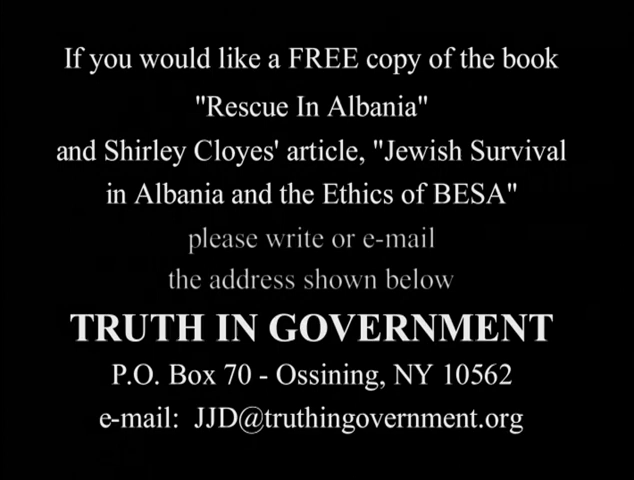 If you would like a FREE copy of the book
"Rescue In Albania"
and Shirley Cloyes' article, "Jewish Survival
in Albania and the Ethics of BESA"
please write or e-mail
the address shown below
TRUTH IN GOVERNMENT
P.O. Box 70 - Ossining, NY 10562
e-mail:  JJD@truthingovernment.org